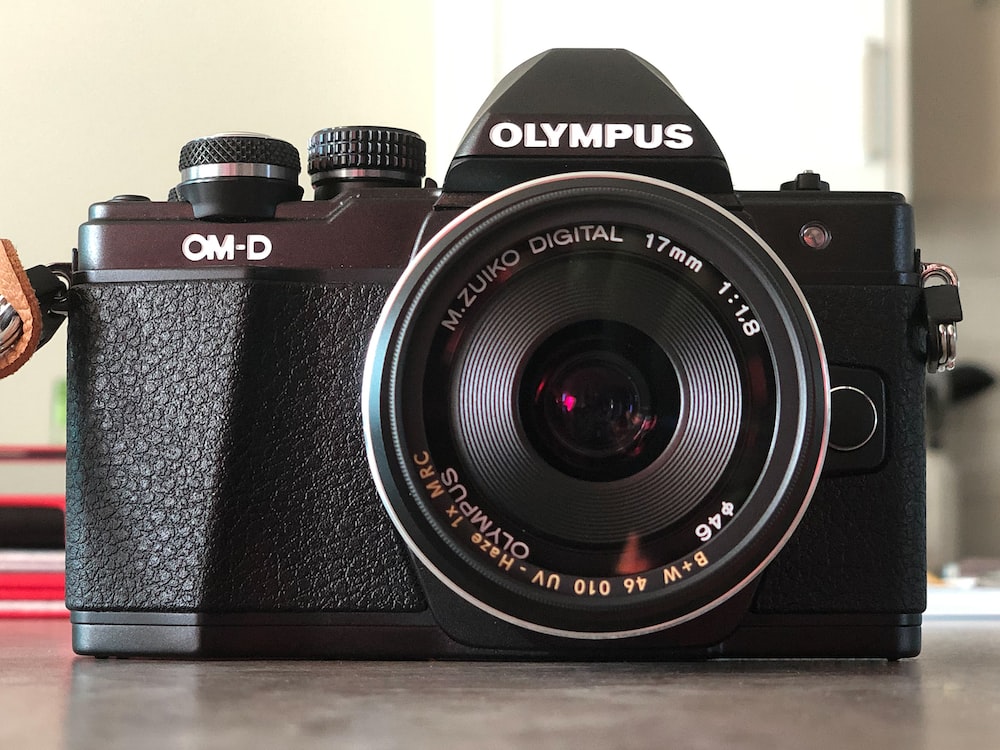 OLYMPUS
OM-D
M.ZUIKO DIGITAL 17mm 1:1.8
ϕ46
OLYMPUS
B+W 46 010 UV-Haze 1x MRC